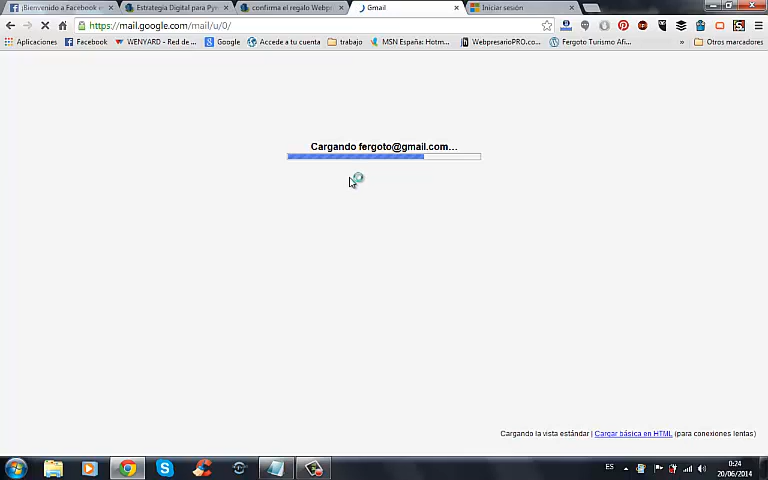 ¡Bienvenido a Facebook e
Estrategia Digital para Pym
confirma el regalo Webpr
Gmail
Iniciar sesión
https://mail.google.com/mail/u/0/
Aplicaciones
Facebook
WENYARD - Red de ...
Google
Accede a tu cuenta
trabajo
MSN España: Hotm...
WebpresarioPRO.co...
Fergoto Turismo Afi...
»
Otros marcadores
Cargando fergoto@gmail.com...
Cargando la vista estándar | Cargar básica en HTML (para conexiones lentas)
ES
0:24
20/06/2014